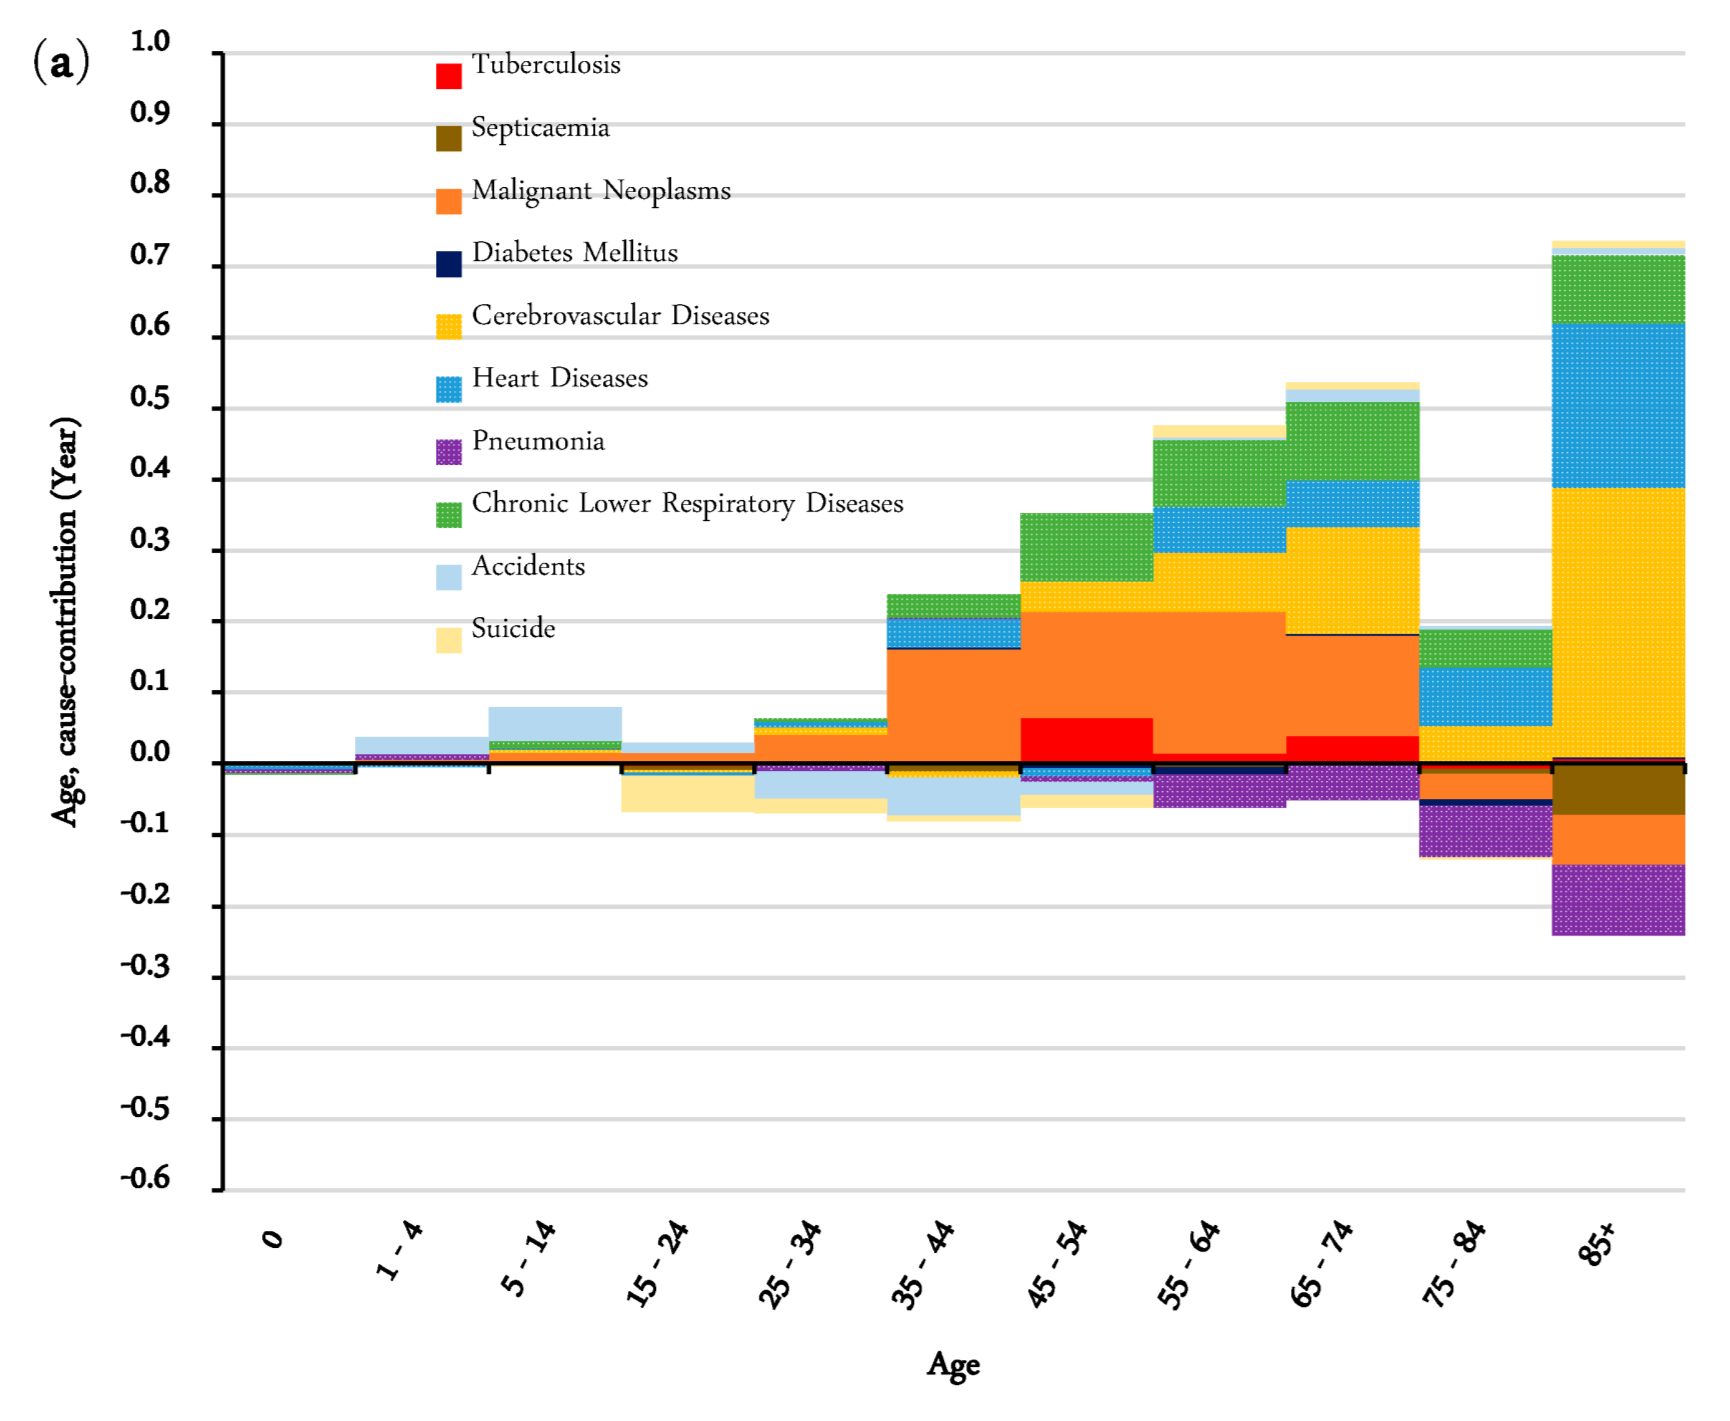 (a)
1.0
0.9
0.8
0.7
0.6
0.5
0.4
0.3
0.2
0.1
0.0
-0.1
-0.2
-0.3
-0.4
-0.5
-0.6
Age, cause-contribution (Year)
Tuberculosis
Septicaemia
Malignant Neoplasms
Diabetes Mellitus
Cerebrovascular Diseases
Heart Diseases
Pneumonia
Chronic Lower Respiratory Diseases
Accidents
Suicide
0
1 - 4
5 - 14
15 - 24
25 - 34
35 - 44
45 - 54
55 - 64
65 - 74
75 - 84
85+
Age